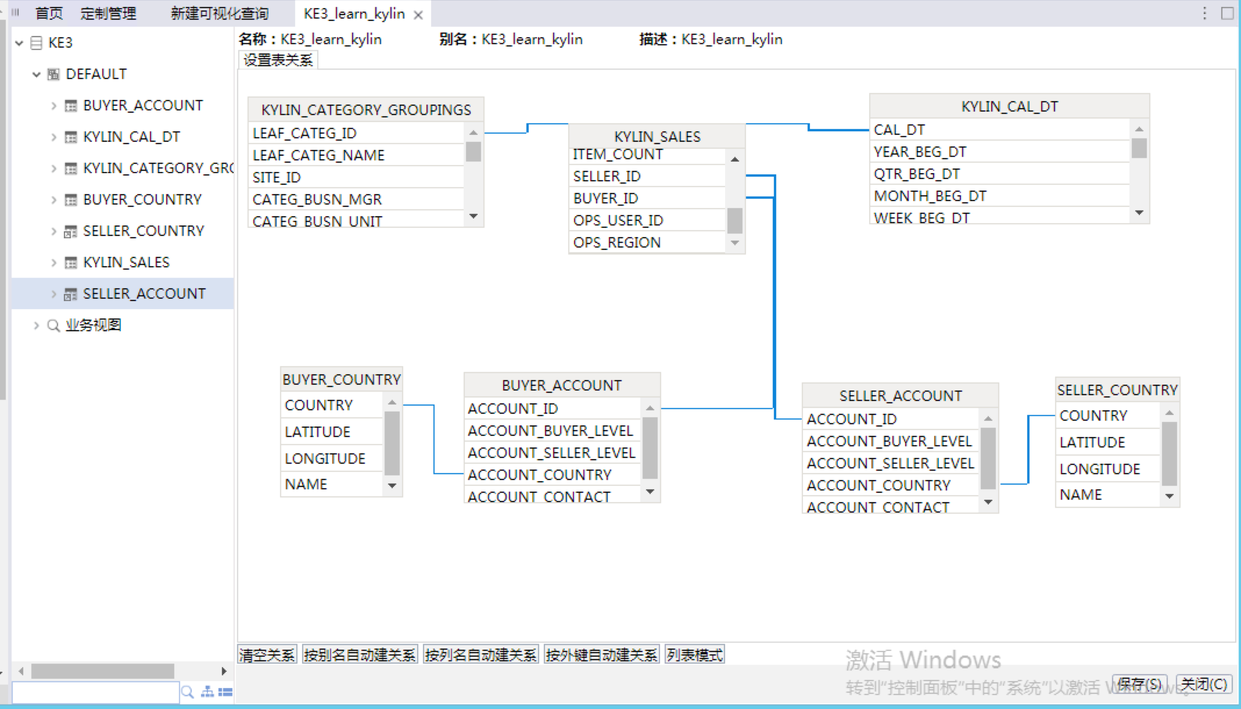 首页 定制管理 新建可视化查询 KE3_learn_kylin
KE3
DEFAULT
BUYER_ACCOUNT
KYLIN_CAL_DT
KYLIN_CATEGORY_GRO
BUYER_COUNTRY
SELLER_COUNTRY
KYLIN_SALES
SELLER_ACCOUNT
业务视图
名称：KE3_learn_kylin 别名：KE3_learn_kylin 描述：KE3_learn_kylin
设置表关系
KYLIN_CATEGORY_GROUPINGS
LEAF_CATEG_ID
LEAF_CATEG_NAME
SITE_ID
CATEG_BUSN_MGR
CATEG_BUSN_UNIT
KYLIN_SALES
ITEM_COUNT
SELLER_ID
BUYER_ID
OPS_USER_ID
OPS_REGION
KYLIN_CAL_DT
CAL_DT
YEAR_BEG_DT
QTR_BEG_DT
MONTH_BEG_DT
WEEK_BEG_DT
BUYER_COUNTRY
COUNTRY
LATITUDE
LONGITUDE
NAME
BUYER_ACCOUNT
ACCOUNT_ID
ACCOUNT_BUYER_LEVEL
ACCOUNT_SELLER_LEVEL
ACCOUNT_COUNTRY
ACCOUNT_CONTACT
SELLER_ACCOUNT
ACCOUNT_ID
ACCOUNT_BUYER_LEVEL
ACCOUNT_SELLER_LEVEL
ACCOUNT_COUNTRY
ACCOUNT_CONTACT
SELLER_COUNTRY
COUNTRY
LATITUDE
LONGITUDE
NAME
清空关系 按别名自动建关系 按列名自动建关系 按外键自动建关系 列表模式
激活 Windows
转到"控制面板"中的"系统"以激活 Windows。
保存(S) 关闭(C)